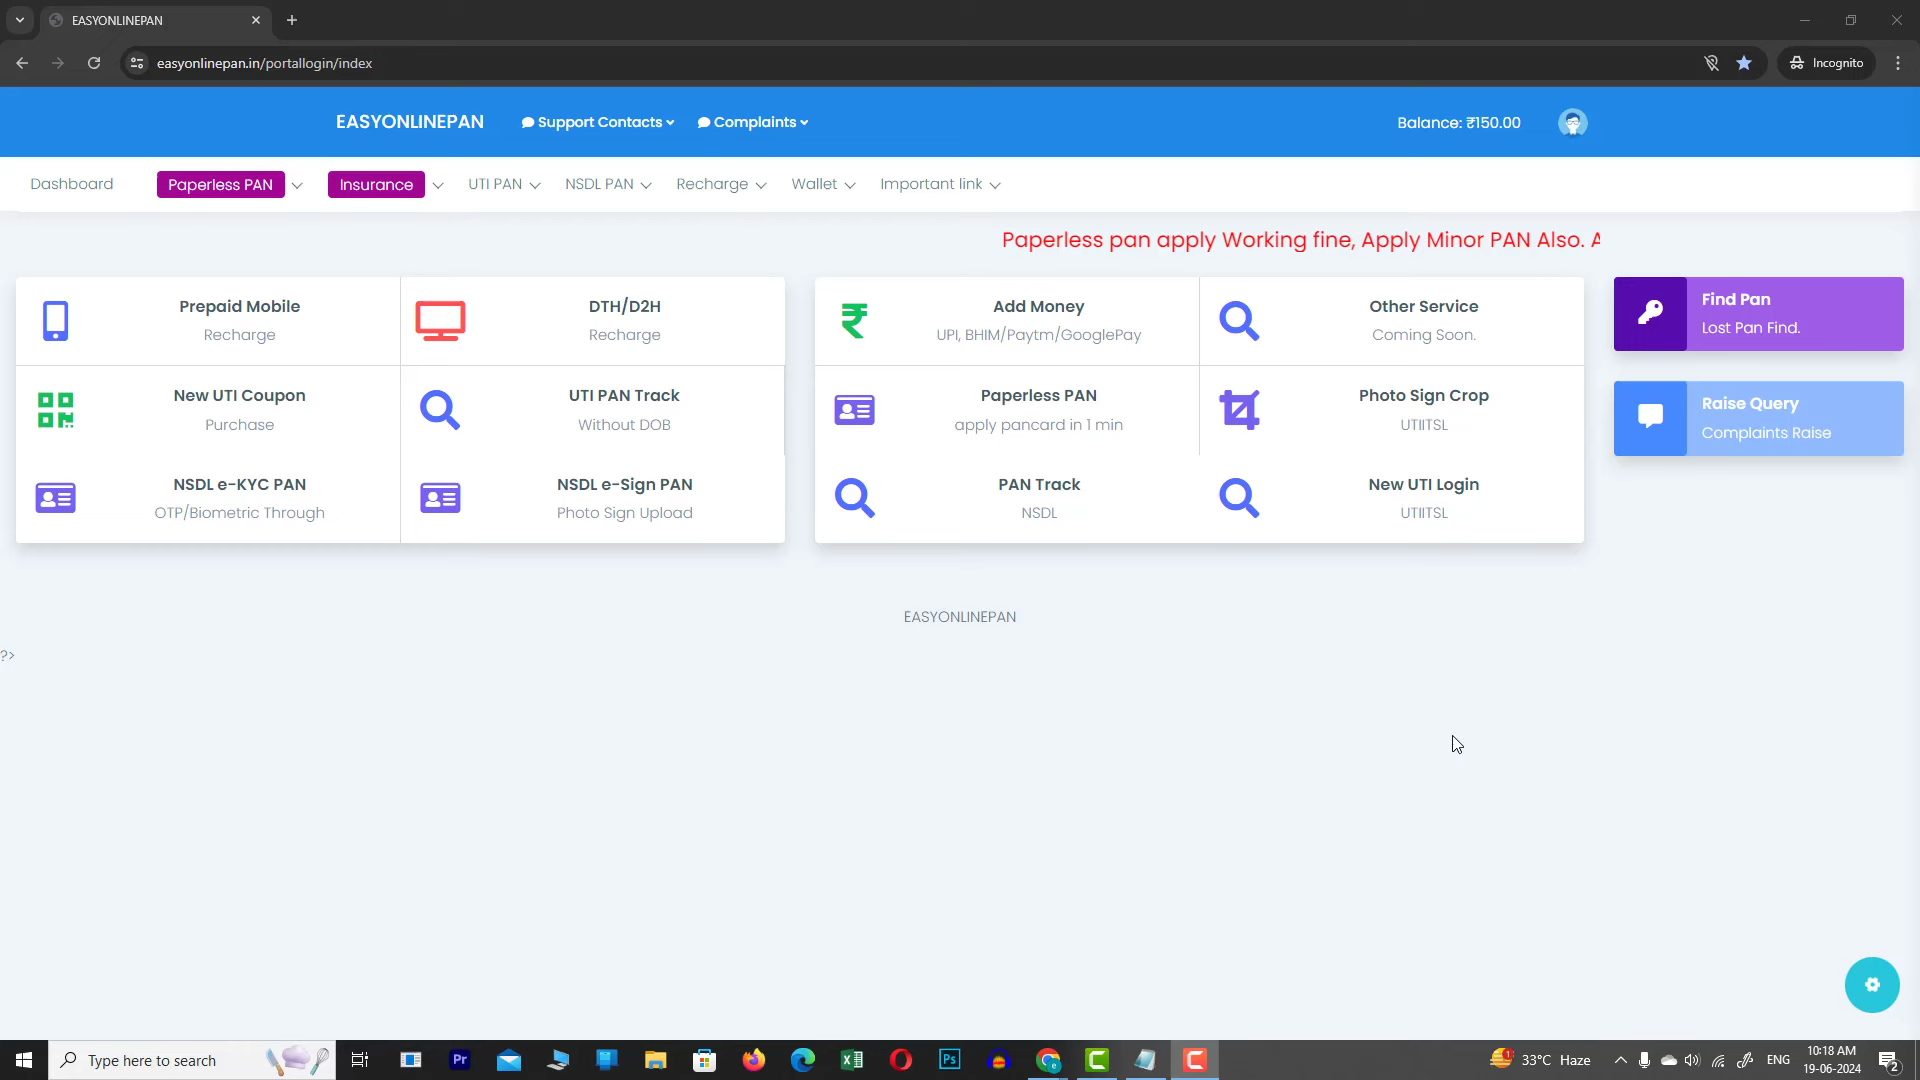 EASYONLINEPAN
easyonlinepan.in/portallogin/index
Incognito
EASYONLINEPAN
Support Contacts
Complaints
Balance: ₹150.00
Dashboard
Paperless PAN
Insurance
UTI PAN
NSDL PAN
Recharge
Wallet
Important link
Paperless pan apply Working fine, Apply Minor PAN Also. A
Prepaid Mobile
Recharge
DTH/D2H
Recharge
Add Money
UPI, BHIM/Paytm/GooglePay
Other Service
Coming Soon.
Find Pan
Lost Pan Find.
New UTI Coupon
Purchase
UTI PAN Track
Without DOB
Paperless PAN
apply pancard in 1 min
Photo Sign Crop
UTIITSL
Raise Query
Complaints Raise
NSDL e-KYC PAN
OTP/Biometric Through
NSDL e-Sign PAN
Photo Sign Upload
PAN Track
NSDL
New UTI Login
UTIITSL
EASYONLINEPAN
?>
Type here to search
Pr
Ps
1
33°C Haze
ENG
10:18 AM
19-06-2024
2